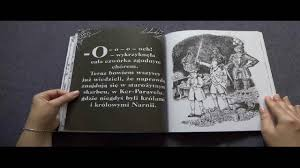 -O-o-o-och!
– wykrzyknęła
cała czwórka zgodnym
chórem.
Teraz bowiem wszyscy
już wiedzieli, że naprawdę
znajdują się w starożytnym
skarbcu, w Ker-Paravelu,
gdzie niegdyś byli królami
i królowymi Narnii.